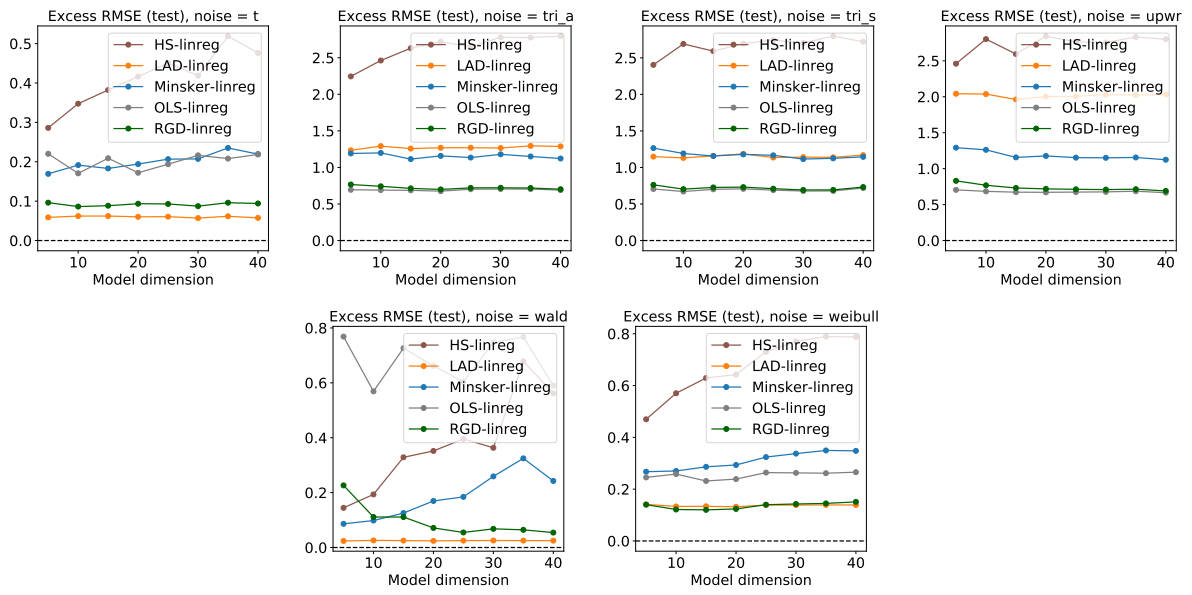 Excess RMSE (test), noise = t
0.5
0.4
0.3
0.2
0.1
0.0
HS-linreg
LAD-linreg
Minsker-linreg
OLS-linreg
RGD-linreg
10 20 30 40
Model dimension
Excess RMSE (test), noise = tri_a
2.5
2.0
1.5
1.0
0.5
0.0
HS-linreg
LAD-linreg
Minsker-linreg
OLS-linreg
RGD-linreg
10 20 30 40
Model dimension
Excess RMSE (test), noise = tri_s
2.5
2.0
1.5
1.0
0.5
0.0
HS-linreg
LAD-linreg
Minsker-linreg
OLS-linreg
RGD-linreg
10 20 30 40
Model dimension
Excess RMSE (test), noise = upwr
2.5
2.0
1.5
1.0
0.5
0.0
HS-linreg
LAD-linreg
Minsker-linreg
OLS-linreg
RGD-linreg
10 20 30 40
Model dimension
Excess RMSE (test), noise = wald
0.8
0.6
0.4
0.2
0.0
HS-linreg
LAD-linreg
Minsker-linreg
OLS-linreg
RGD-linreg
10 20 30 40
Model dimension
Excess RMSE (test), noise = weibull
0.8
0.6
0.4
0.2
0.0
HS-linreg
LAD-linreg
Minsker-linreg
OLS-linreg
RGD-linreg
10 20 30 40
Model dimension